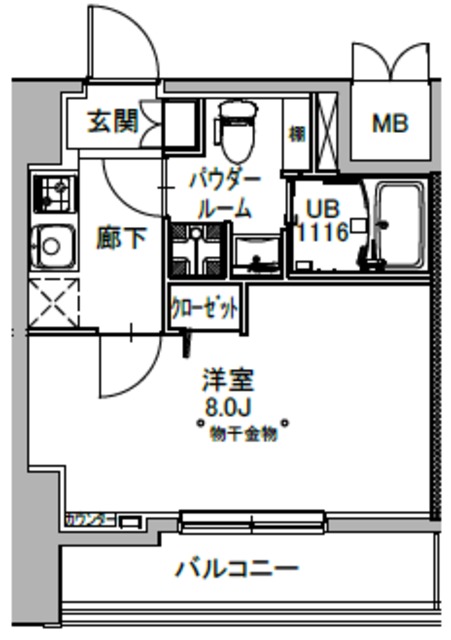 玄関
MB
棚
パウダー
ルーム
UB
1116
廊下
クローゼット
洋室
8.0J
物干金物
カウンター
バルコニー